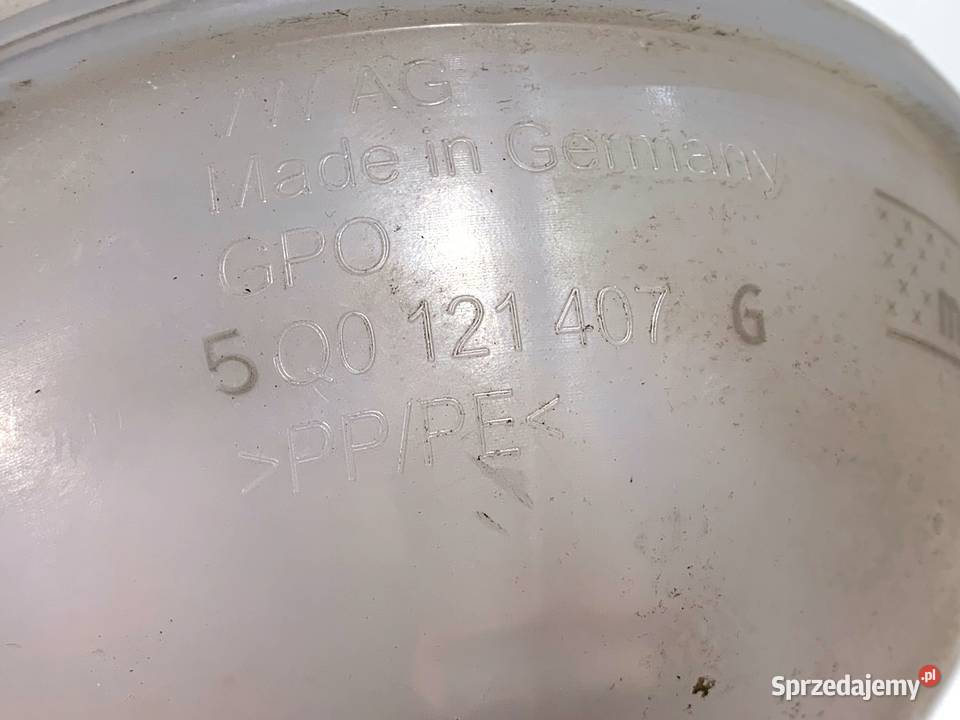 VW AG
Made in Germany
GPO
5Q0 121 407 G
>PP/PE<
Sprzedajemy.pl